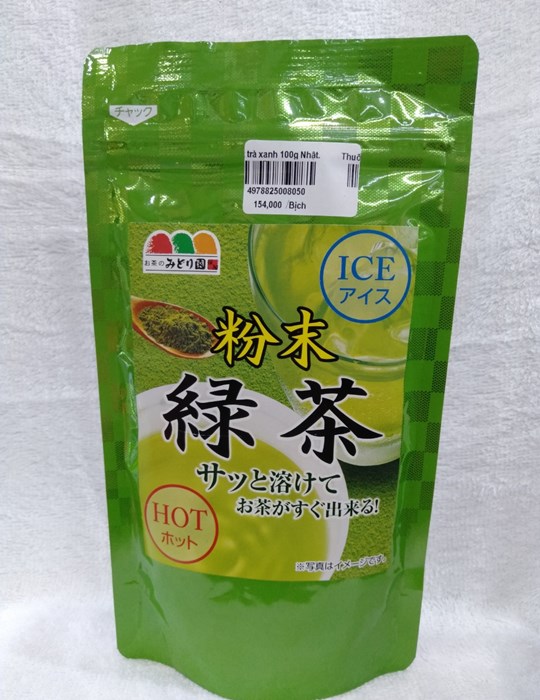 チャック
trà xanh 100g Nhật. Thuố
4978825008050
154,000 /Bịch
お茶のみどり園
ICE
アイス
粉末
緑茶
サッと溶けて
お茶がすぐ出来る!
HOT
ホット
※写真はイメージです。